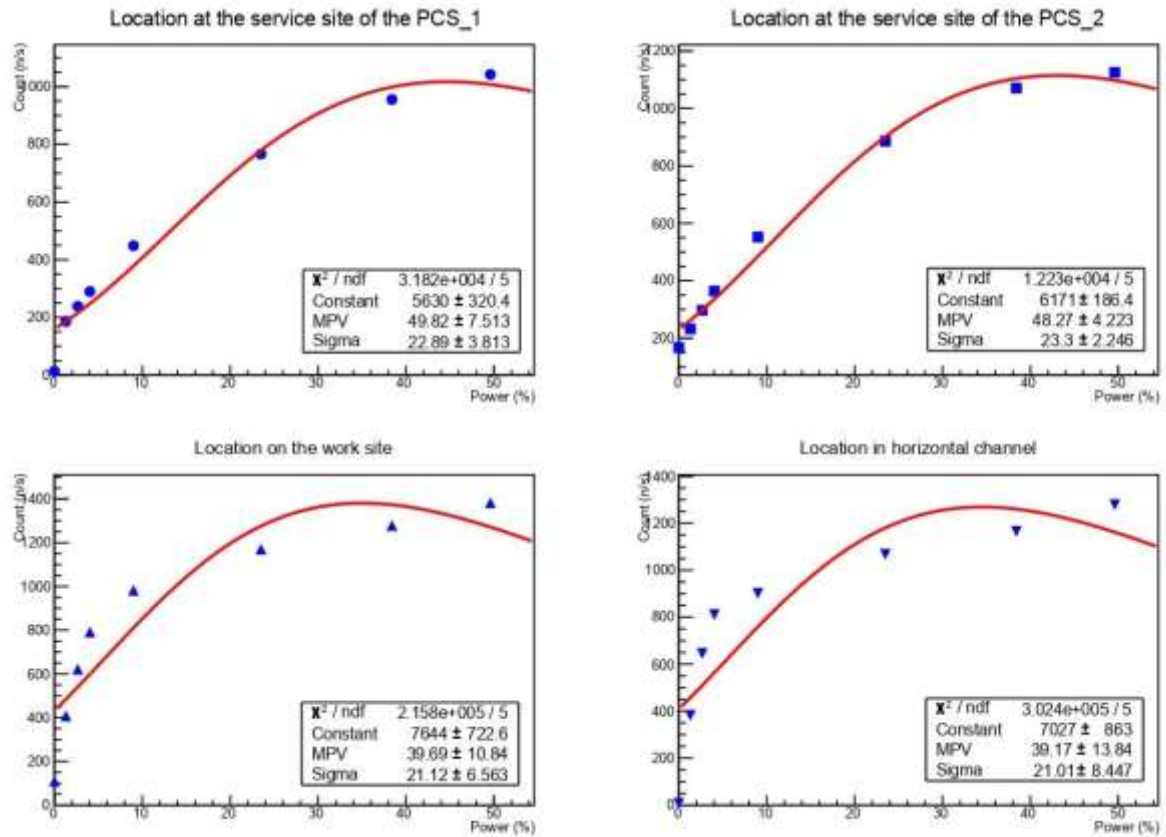 Location at the service site of the PCS_1
Count (n/s)
1000
800
600
400
200
0
0 10 20 30 40 50
Power (%)
χ² / ndf 3.182e+004 / 5
Constant 5630 ± 320.4
MPV 49.82 ± 7.513
Sigma 22.89 ± 3.813
Location at the service site of the PCS_2
Count (n/s)
1200
1000
800
600
400
200
0 10 20 30 40 50
Power (%)
χ² / ndf 1.223e+004 / 5
Constant 6171 ± 186.4
MPV 48.27 ± 4.223
Sigma 23.3 ± 2.246
Location on the work site
Count (n/s)
1400
1200
1000
800
600
400
200
0
0 10 20 30 40 50
Power (%)
χ² / ndf 2.158e+005 / 5
Constant 7644 ± 722.6
MPV 39.69 ± 10.84
Sigma 21.12 ± 6.563
Location in horizontal channel
Count (n/s)
1400
1200
1000
800
600
400
200
0
0 10 20 30 40 50
Power (%)
χ² / ndf 3.024e+005 / 5
Constant 7027 ± 863
MPV 39.17 ± 13.84
Sigma 21.01 ± 8.447